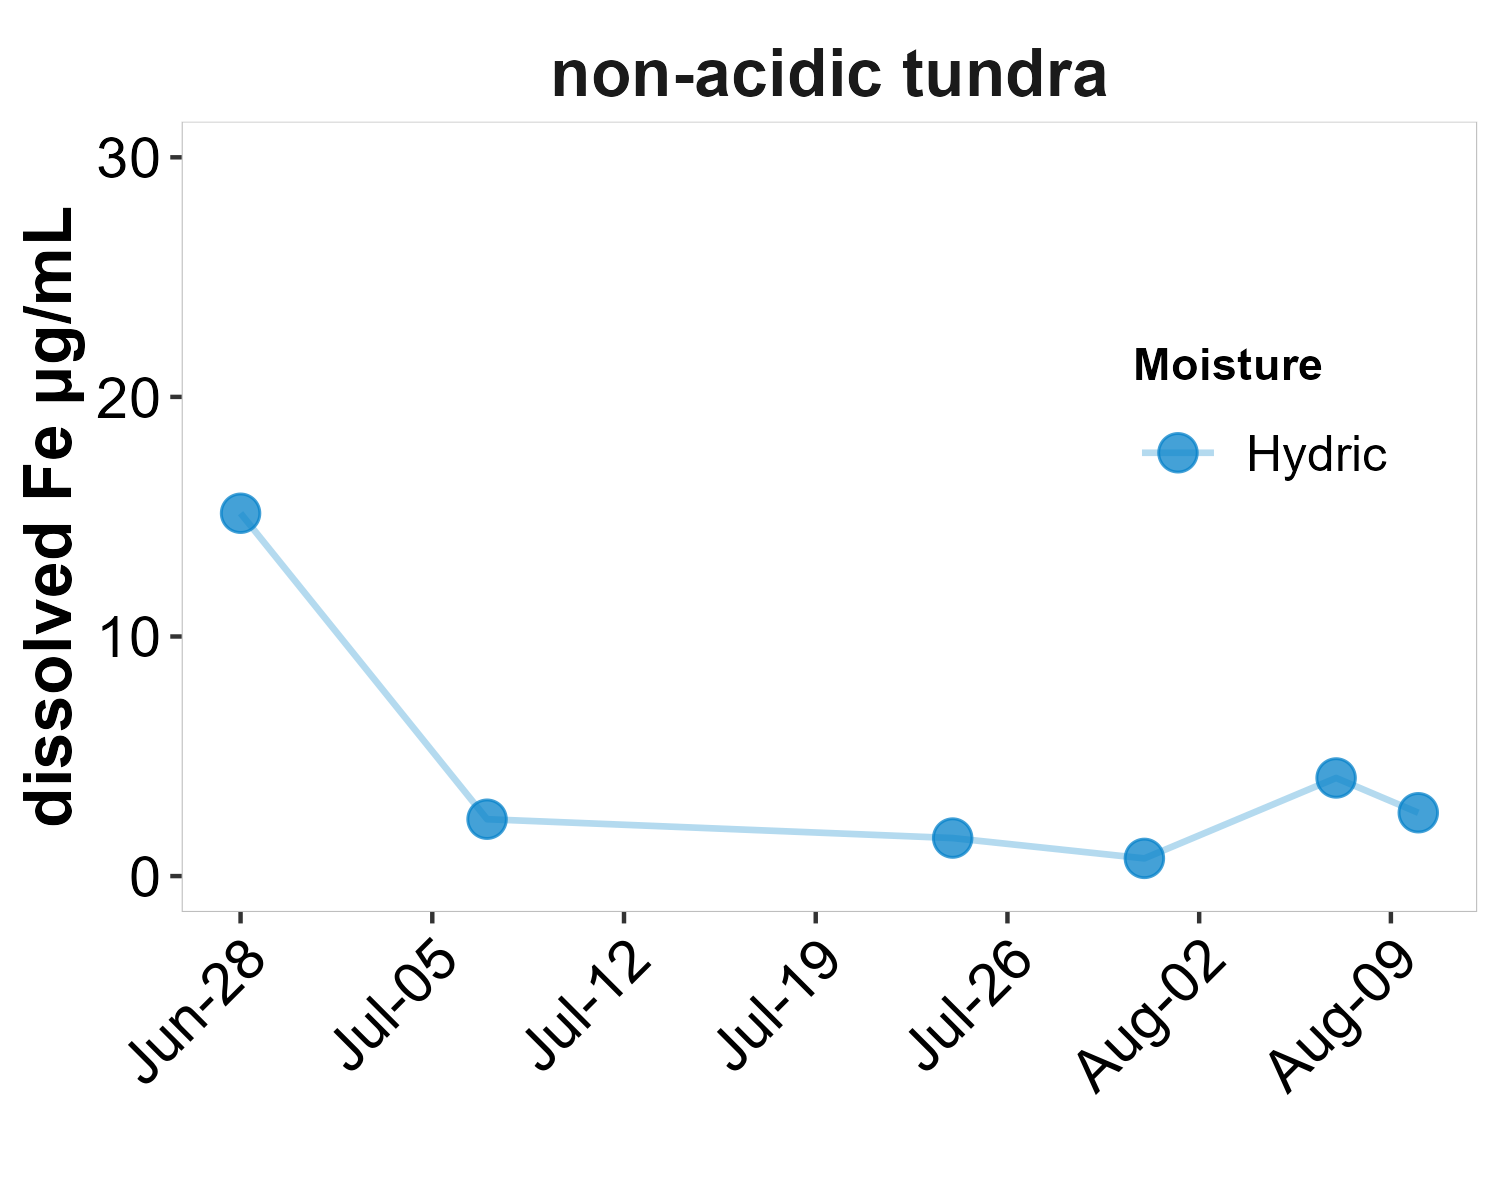 non-acidic tundra
dissolved Fe µg/mL
30
20
10
0
Moisture
Hydric
Jun-28
Jul-05
Jul-12
Jul-19
Jul-26
Aug-02
Aug-09